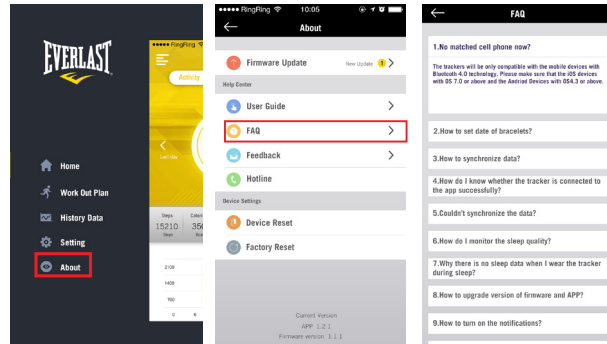 EVERLAST
Home
Work Out Plan
History Data
Setting
About
RingRing
Activity
Last day
Steps
15210
Steps
2100
1400
700
0
RingRing 10:05
About
Firmware Update New Update 1
Help Center
User Guide
FAQ
Feedback
Hotline
Device Settings
Device Reset
Factory Reset
Current Version
APP 1.2.1
Firmware version 1.1.1
FAQ
1.No matched cell phone now?
The trackers will be only compatible with the mobile devices with
Bluetooth 4.0 technology. Please make sure that the iOS devices
with OS 7.0 or above and the Andriad Devices with OS4.3 or above.
2.How to set date of bracelets?
3.How to synchronize data?
4.How do I know whether the tracker is connected to
the app successfully?
5.Couldn't synchronize the data?
6.How do I monitor the sleep quality?
7.Why there is no sleep data when I wear the tracker
during sleep?
8.How to upgrade version of firmware and APP?
9.How to turn on the notifications?